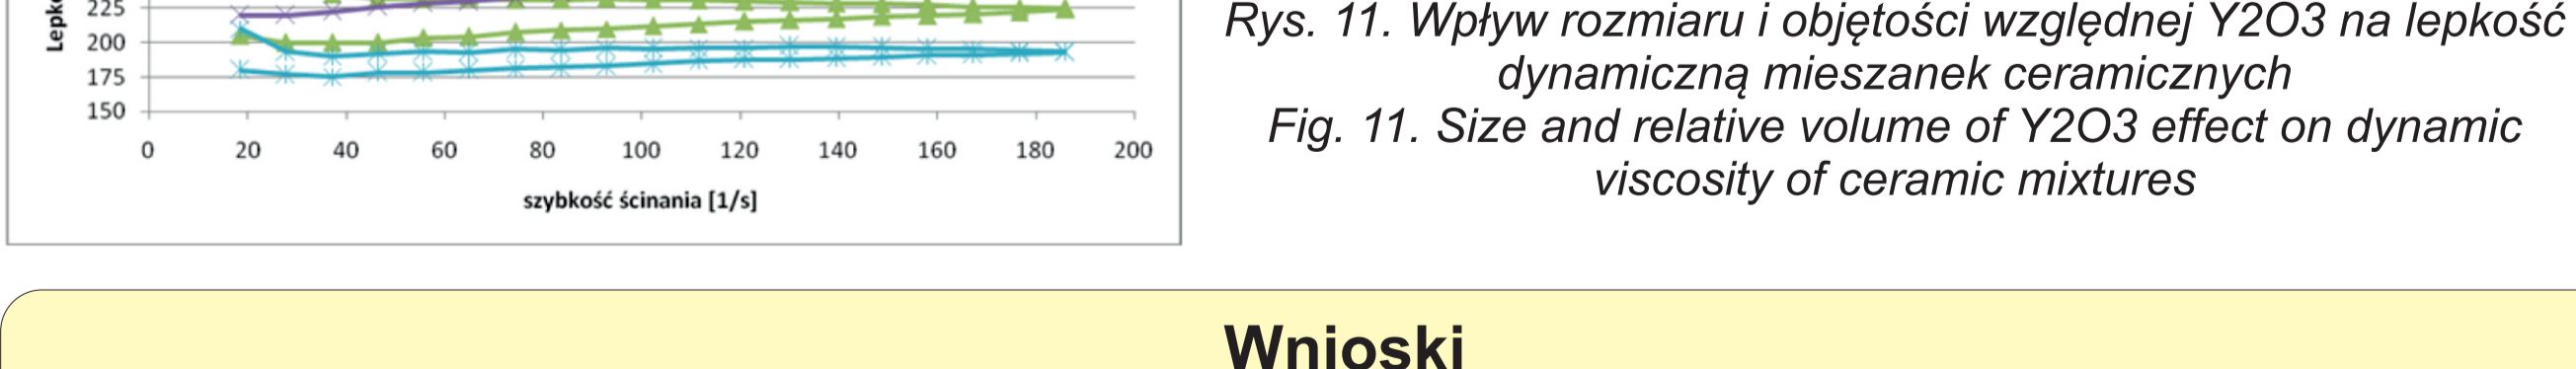 225
200
175
150
0 20 40 60 80 100 120 140 160 180 200
szybkość ścinania [1/s]
Rys. 11. Wpływ rozmiaru i objętości względnej Y2O3 na lepkość
dynamiczną mieszanek ceramicznych
Fig. 11. Size and relative volume of Y2O3 effect on dynamic
viscosity of ceramic mixtures
Wnioski